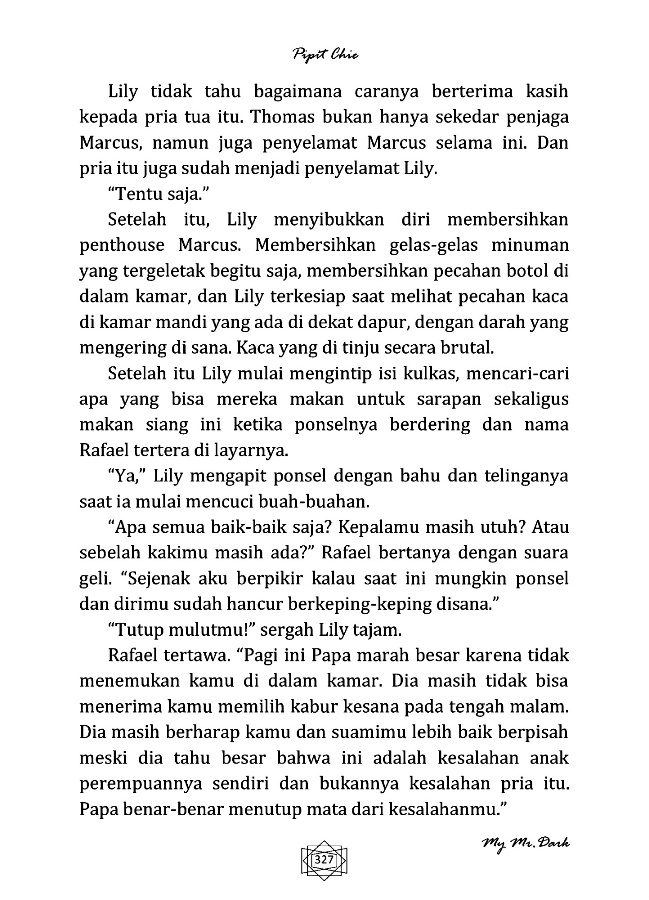 Pipit Chie
Lily tidak tahu bagaimana caranya berterima kasih
kepada pria tua itu. Thomas bukan hanya sekedar penjaga
Marcus, namun juga penyelamat Marcus selama ini. Dan
pria itu juga sudah menjadi penyelamat Lily.
“Tentu saja.”
Setelah itu, Lily menyibukkan diri membersihkan
penthouse Marcus. Membersihkan gelas-gelas minuman
yang tergeletak begitu saja, membersihkan pecahan botol di
dalam kamar, dan Lily terkesiap saat melihat pecahan kaca
di kamar mandi yang ada di dekat dapur, dengan darah yang
mengering di sana. Kaca yang di tinju secara brutal.
Setelah itu Lily mulai mengintip isi kulkas, mencari-cari
apa yang bisa mereka makan untuk sarapan sekaligus
makan siang ini ketika ponselnya berdering dan nama
Rafael tertera di layarnya.
“Ya,” Lily mengapit ponsel dengan bahu dan telinganya
saat ia mulai mencuci buah-buahan.
“Apa semua baik-baik saja? Kepalamu masih utuh? Atau
sebelah kakimu masih ada?” Rafael bertanya dengan suara
geli. “Sejenak aku berpikir kalau saat ini mungkin ponsel
dan dirimu sudah hancur berkeping-keping disana.”
“Tutup mulutmu!” sergah Lily tajam.
Rafael tertawa. “Pagi ini Papa marah besar karena tidak
menemukan kamu di dalam kamar. Dia masih tidak bisa
menerima kamu memilih kabur kesana pada tengah malam.
Dia masih berharap kamu dan suamimu lebih baik berpisah
meski dia tahu besar bahwa ini adalah kesalahan anak
perempuannya sendiri dan bukannya kesalahan pria itu.
Papa benar-benar menutup mata dari kesalahanmu.”
My Mr. Dark
327